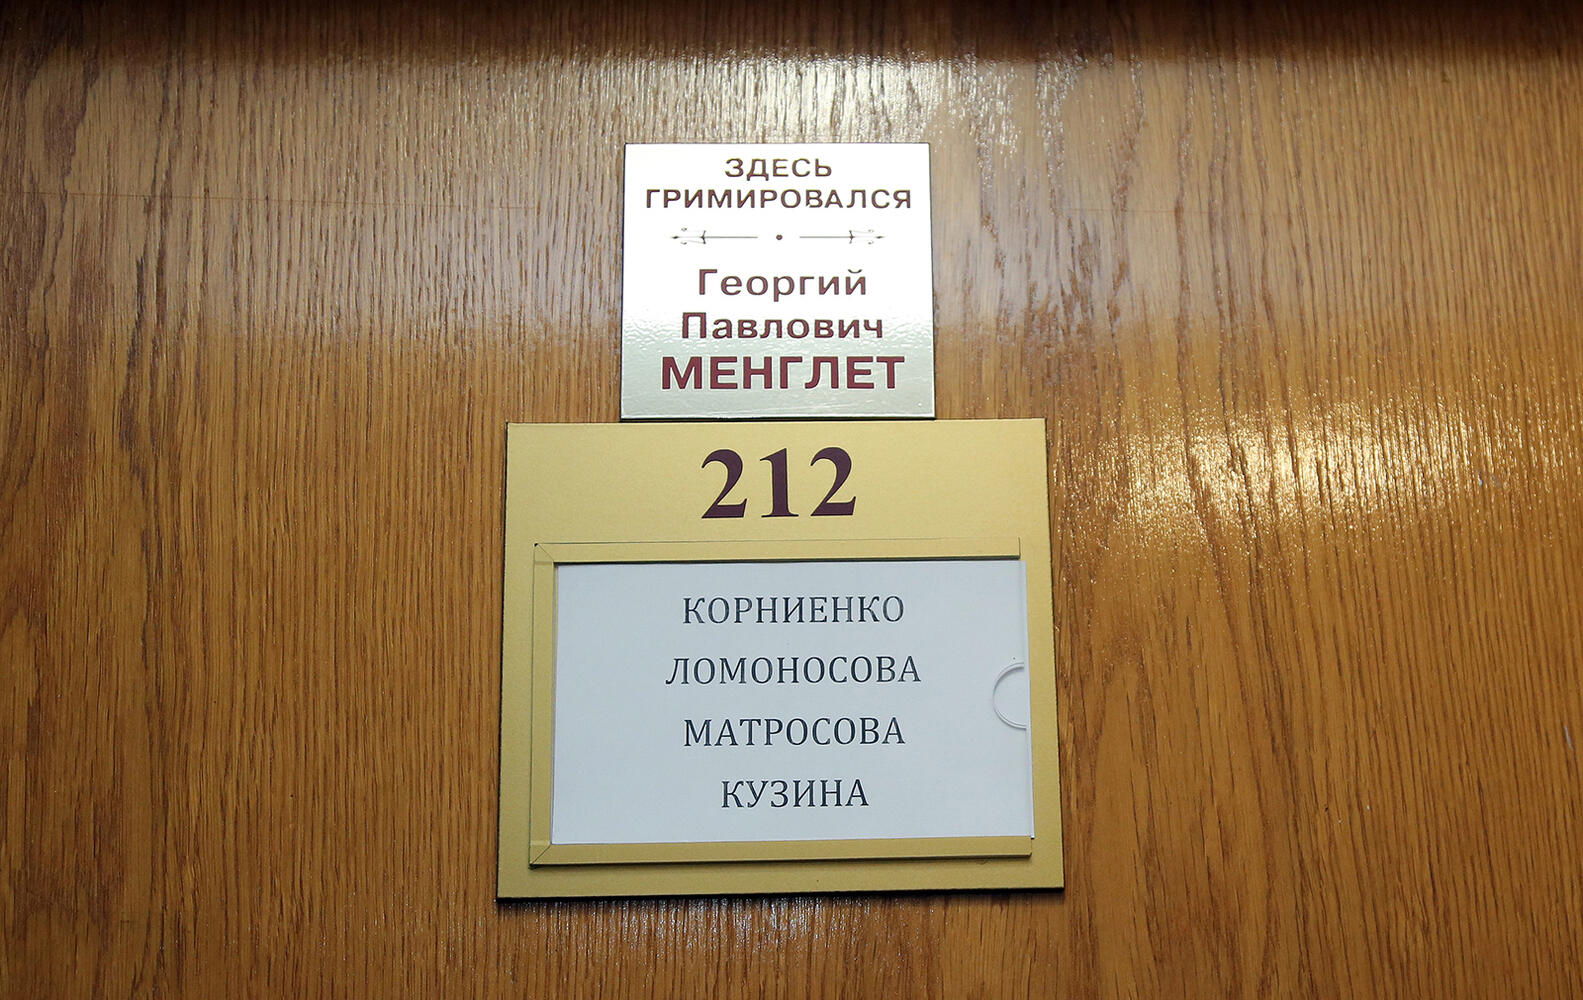 ЗДЕСЬ
ГРИМИРОВАЛСЯ
Георгий
Павлович
МЕНГЛЕТ
212
КОРНИЕНКО
ЛОМОНОСОВА
МАТРОСОВА
КУЗИНА